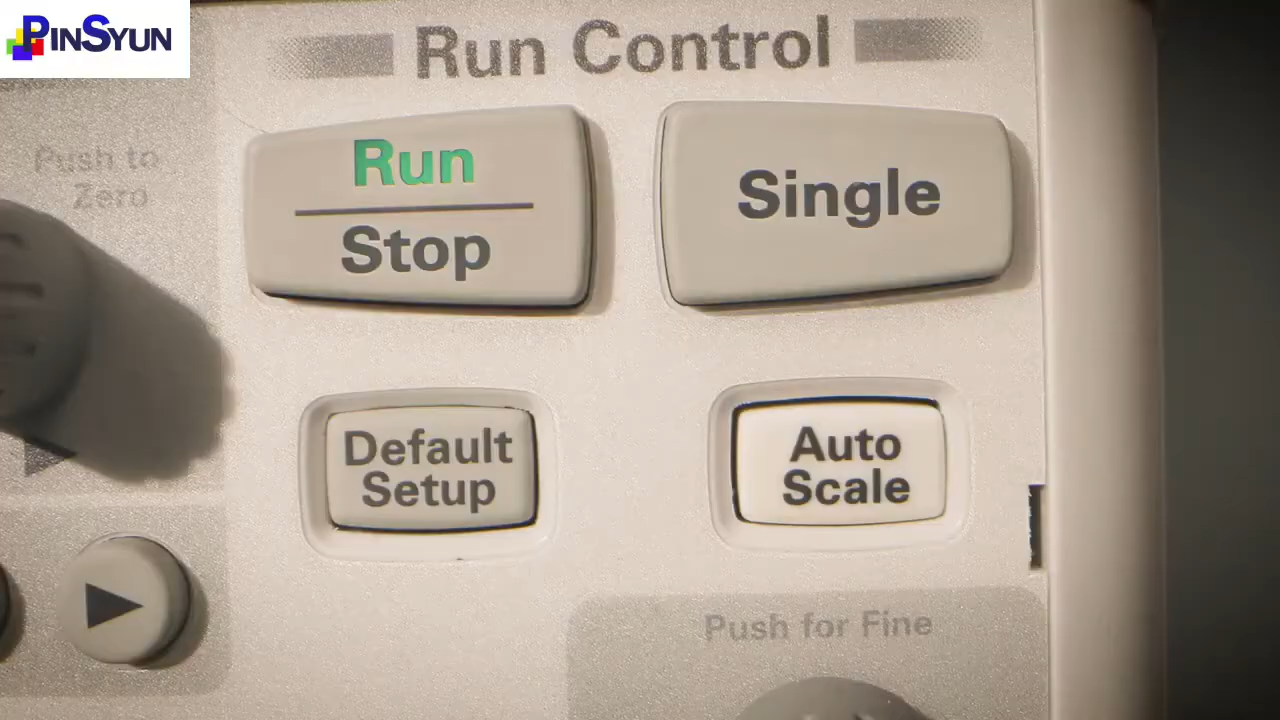 PINSYUN
Run Control
Push to
Zero
Run
Stop
Single
Default
Setup
Auto
Scale
Push for Fine